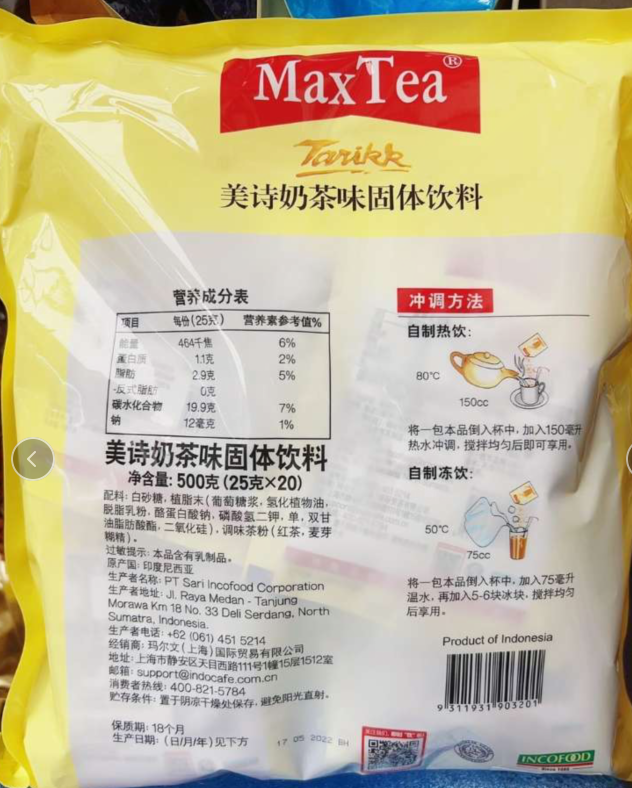 MaxTea®
Tarikk
美诗奶茶味固体饮料
营养成分表
项目 每份(25克) 营养素参考值%
能量 464千焦 6%
蛋白质 1.1克 2%
脂肪 2.9克 5%
-反式脂肪 0克
碳水化合物 19.9克 7%
钠 12毫克 1%
美诗奶茶味固体饮料
净含量: 500克 (25克×20)
配料: 白砂糖, 植脂末(葡萄糖浆, 氢化植物油,
脱脂乳粉, 酪蛋白酸钠, 磷酸氢二钾, 单, 双甘
油脂肪酸酯, 二氧化硅), 调味茶粉(红茶, 麦芽
糊精)。
过敏提示: 本品含有乳制品。
原产国: 印度尼西亚
生产者名称: PT Sari Incofood Corporation
生产者地址: Jl. Raya Medan - Tanjung
Morawa Km 18 No. 33 Deli Serdang, North
Sumatra, Indonesia.
生产者电话: +62 (061) 451 5214
经销商: 玛尔文(上海)国际贸易有限公司
地址: 上海市静安区天目西路111号1幢15层1512室
邮箱: support@indocafe.com.cn
消费者热线: 400-821-5784
贮存条件: 置于阴凉干燥处保存, 避免阳光直射。
保质期: 18个月
生产日期: (日/月/年) 见下方
17 05 2022 BH
冲调方法
自制热饮:
80°C
150cc
将一包本品倒入杯中, 加入150毫升
热水冲调, 搅拌均匀后即可享用。
自制冻饮:
50°C
75cc
将一包本品倒入杯中, 加入75毫升
温水, 再加入5-6块冰块, 搅拌均匀
后享用。
Product of Indonesia
9 311931 903201
INCOFOOD